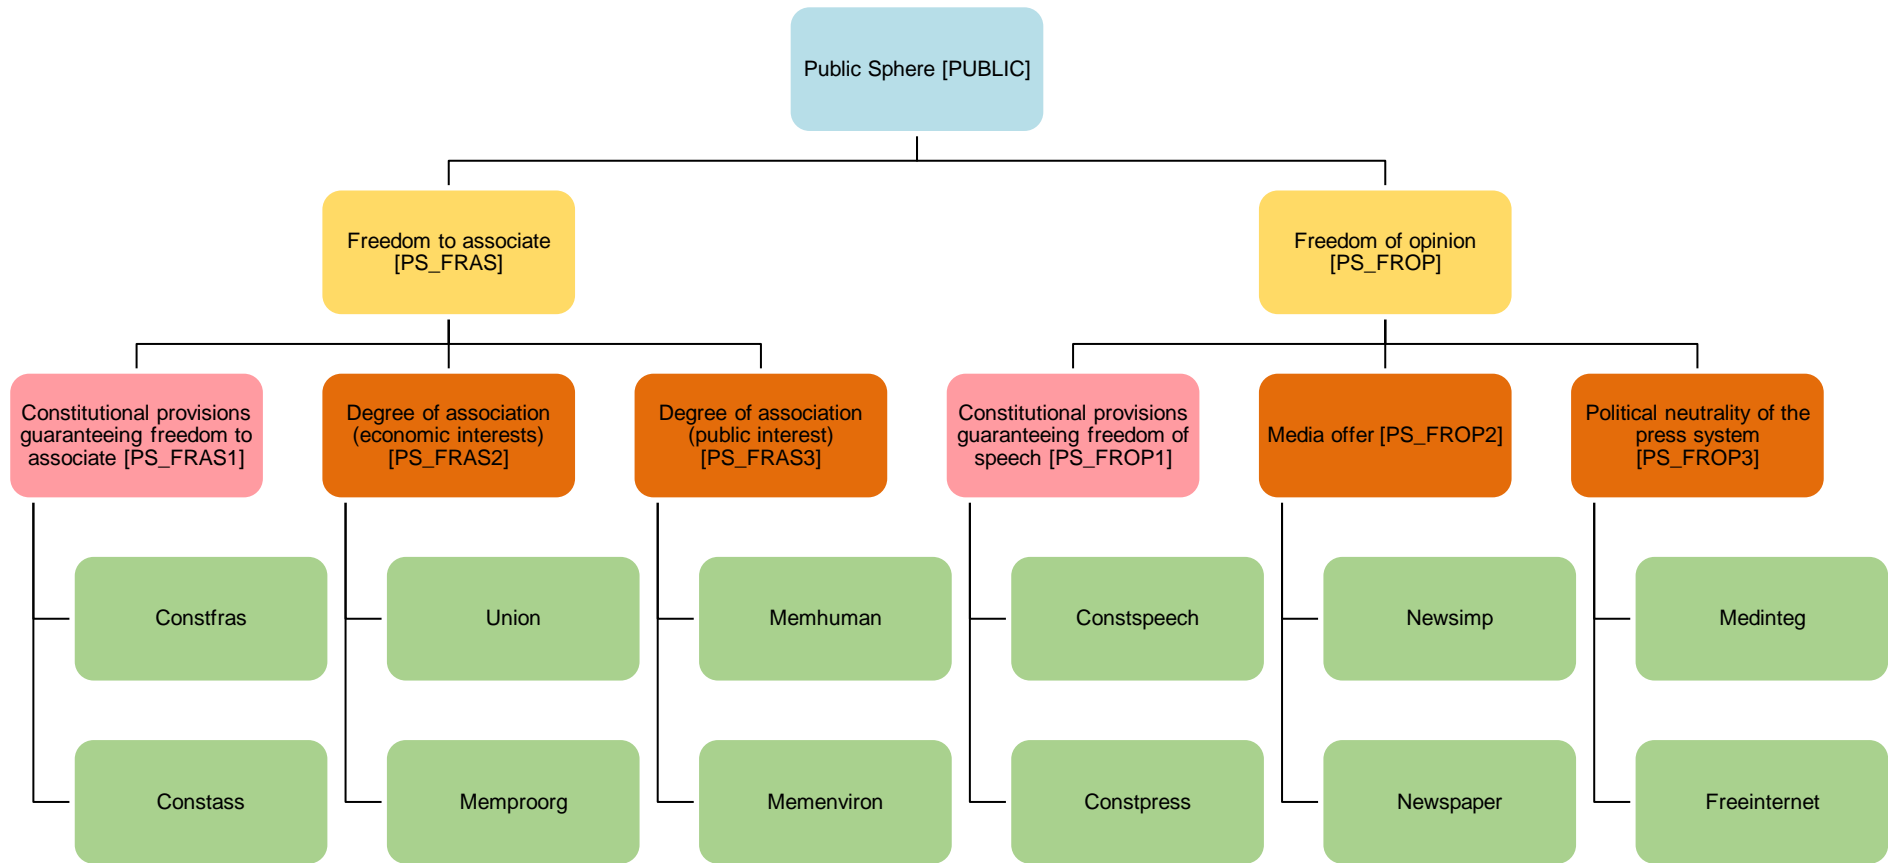 Public Sphere [PUBLIC]
Freedom to associate
[PS_FRAS]
Freedom of opinion
[PS_FROP]
Constitutional provisions
guaranteeing freedom to
associate [PS_FRAS1]
Degree of association
(economic interests)
[PS_FRAS2]
Degree of association
(public interest)
[PS_FRAS3]
Constitutional provisions
guaranteeing freedom of
speech [PS_FROP1]
Media offer [PS_FROP2]
Political neutrality of the
press system
[PS_FROP3]
Constfras
Union
Memhuman
Constspeech
Newsimp
Medinteg
Constass
Memproorg
Memenviron
Constpress
Newspaper
Freeinternet